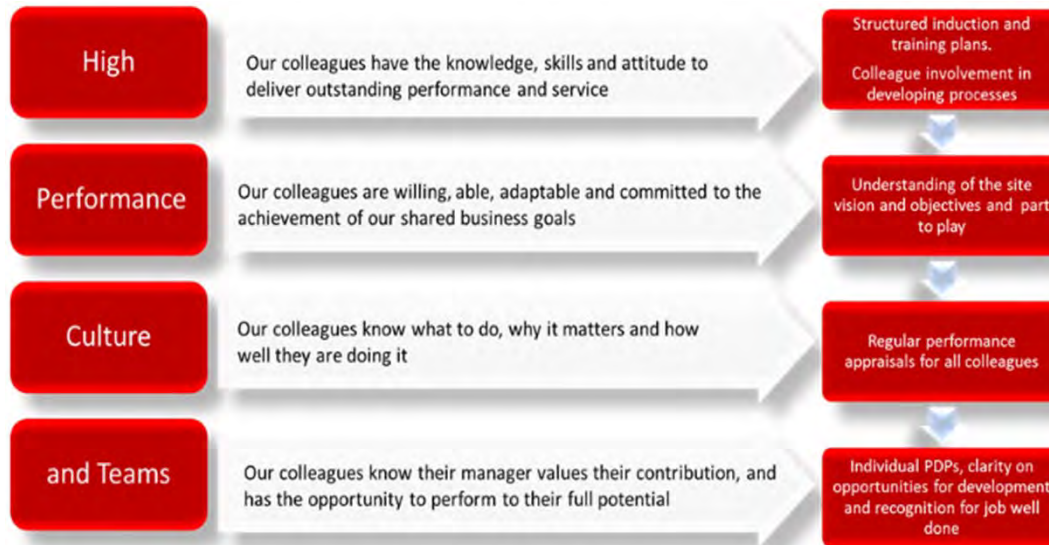 High
Our colleagues have the knowledge, skills and attitude to
deliver outstanding performance and service
Structured induction and
training plans.
Colleague involvement in
developing processes
Performance
Our colleagues are willing, able, adaptable and committed to the
achievement of our shared business goals
Understanding of the site
vision and objectives and part
to play
Culture
Our colleagues know what to do, why it matters and how
well they are doing it
Regular performance
appraisals for all colleagues
and Teams
Our colleagues know their manager values their contribution, and
has the opportunity to perform to their full potential
Individual PDPs, clarity on
opportunities for development
and recognition for job well
done